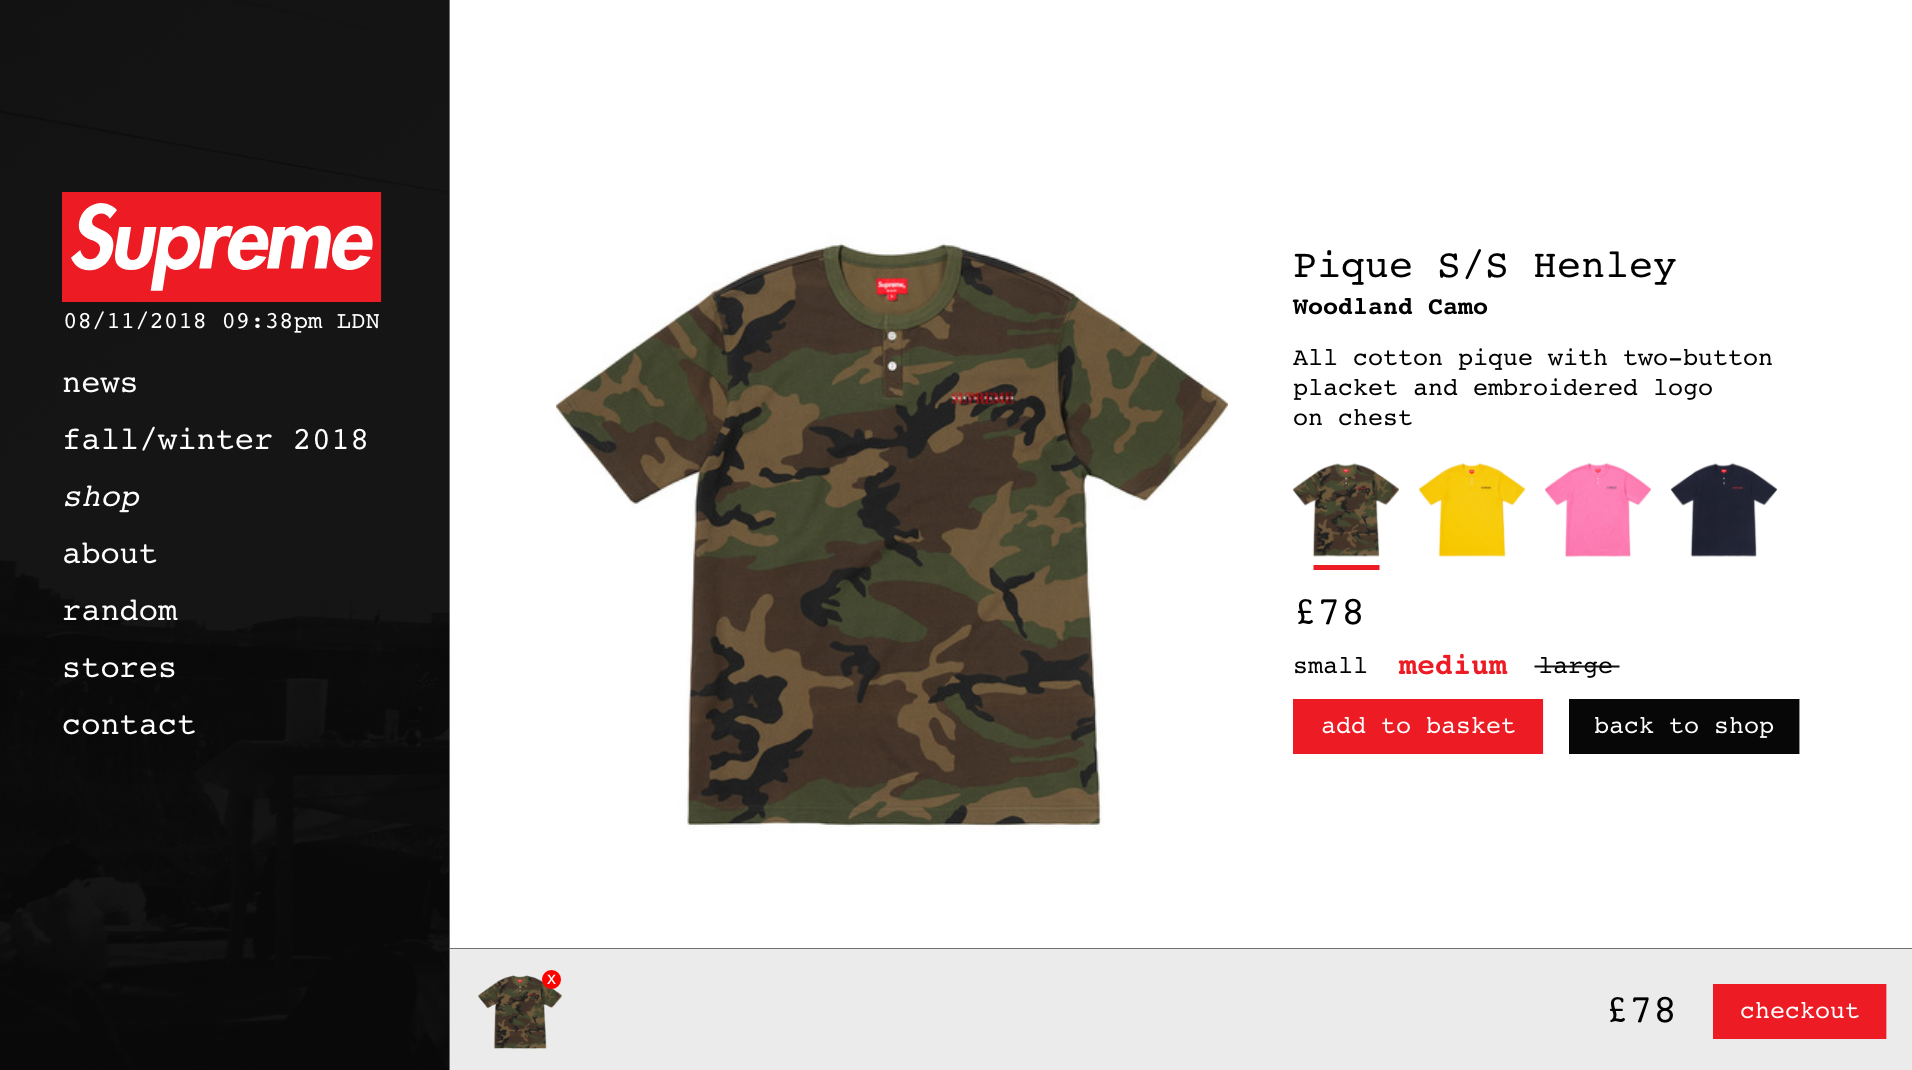 Supreme
08/11/2018 09:38pm LDN
news
fall/winter 2018
shop
about
random
stores
contact
Supreme
Pique S/S Henley
Woodland Camo
All cotton pique with two-button
placket and embroidered logo
on chest
£78
small medium large
add to basket back to shop
X
£78 checkout